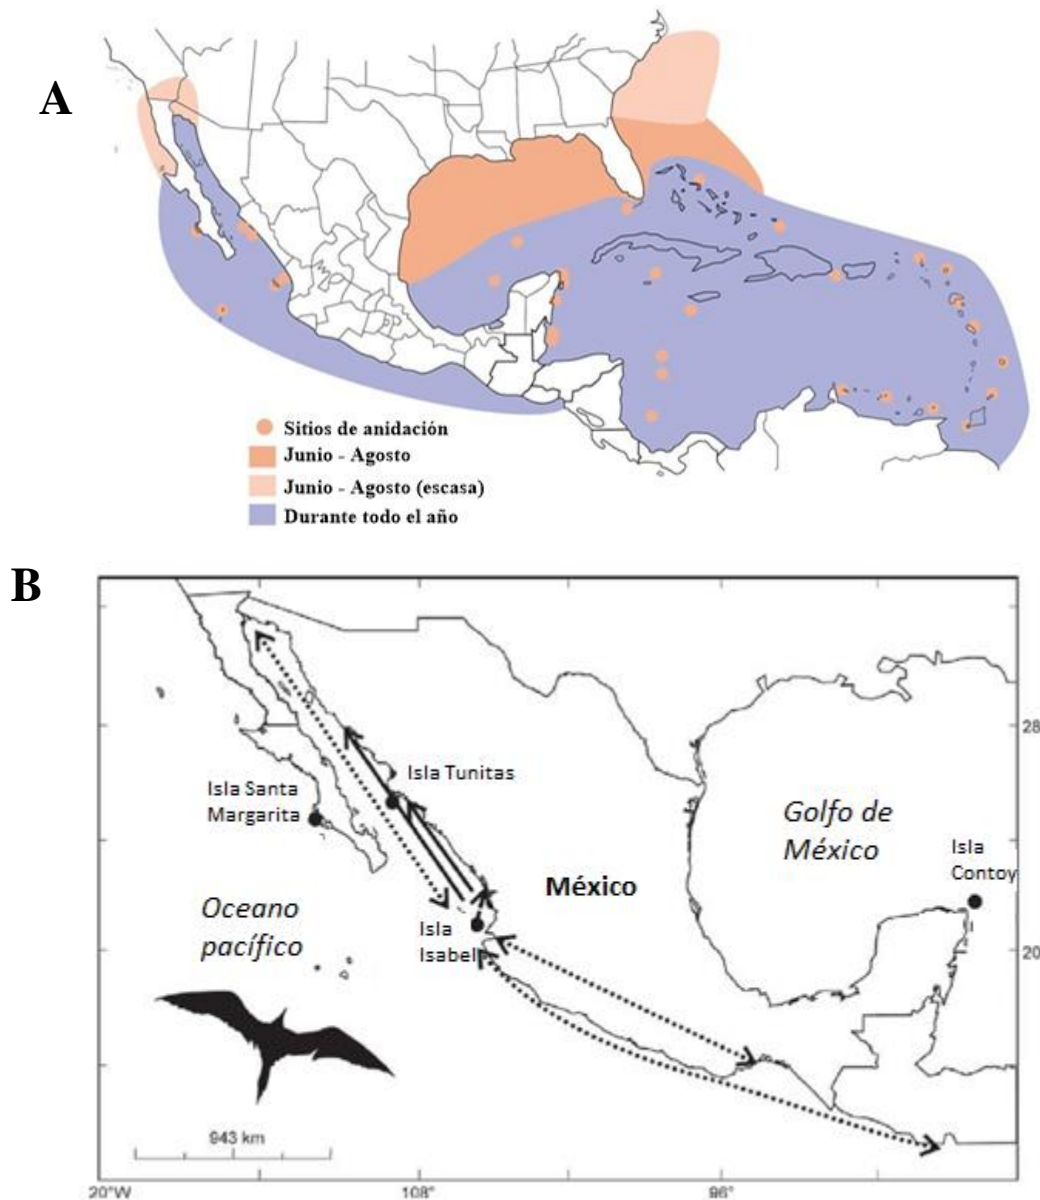 A
Sitios de anidación
Junio - Agosto
Junio - Agosto (escasa)
Durante todo el año
B
28
Isla Tunitas
Isla Santa
Margarita
Golfo de
México
Isla
Contoy
México
Oceano
pacífico
Isla
Isabel
20
943 km
20°W
108°
96°